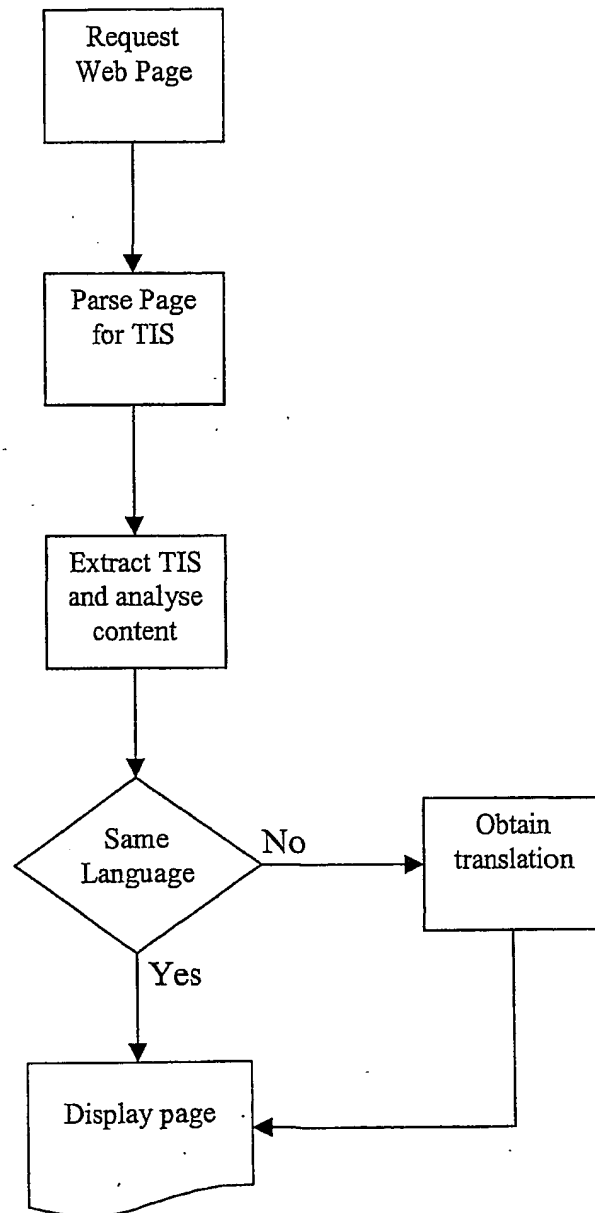 Request
Web Page
Parse Page
for TIS
Extract TIS
and analyse
content
Same
Language
No
Obtain
translation
Yes
Display page